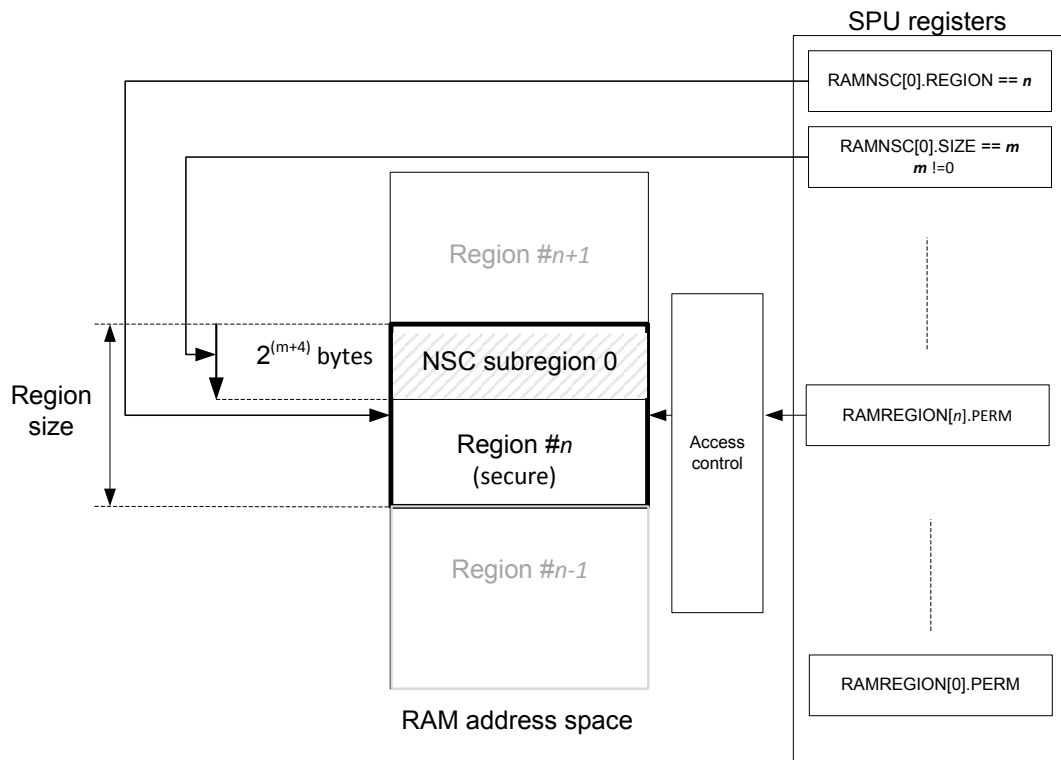 SPU registers
RAMNSC[0].REGION == n
RAMNSC[0].SIZE == m
m !=0
Region #n+1
2^(m+4) bytes
NSC subregion 0
Region
size
Region #n
(secure)
Access
control
RAMREGION[n].PERM
Region #n-1
RAMREGION[0].PERM
RAM address space